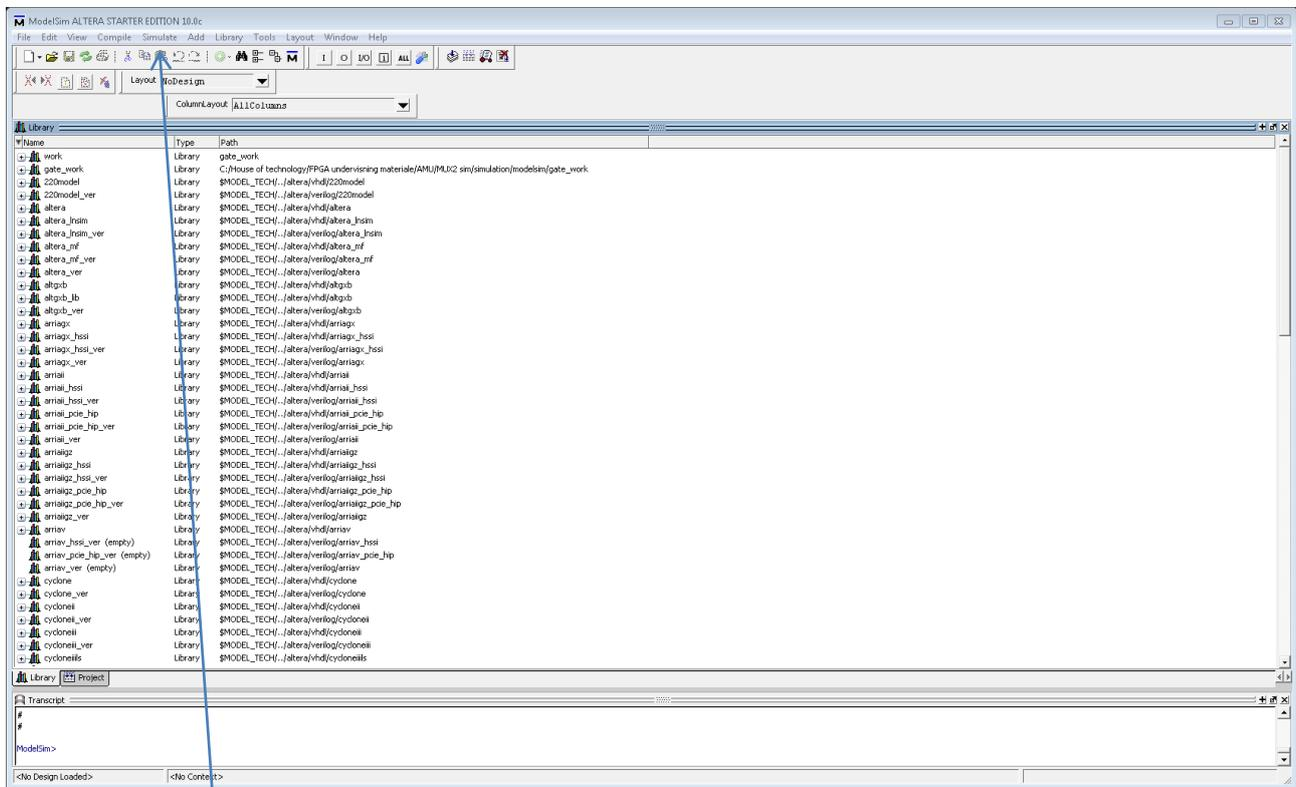 ModelSim ALTERA STARTER EDITION 10.0c
File Edit View Compile Simulate Add Library Tools Layout Window Help
I O I/O ALL
Layout NoDesign
ColumnLayout AllColumns
Library
Name Type Path
work Library gate_work
gate_work Library C:/House of technology/FPGA undervisning materiale/AMU/MUX2 sim/simulation/modelsim/gate_work
220model Library $MODEL_TECH/../altera/vhdl/220model
220model_ver Library $MODEL_TECH/../altera/verilog/220model
altera Library $MODEL_TECH/../altera/vhdl/altera
altera_lnsim Library $MODEL_TECH/../altera/vhdl/altera_lnsim
altera_lnsim_ver Library $MODEL_TECH/../altera/verilog/altera_lnsim
altera_mf Library $MODEL_TECH/../altera/vhdl/altera_mf
altera_mf_ver Library $MODEL_TECH/../altera/verilog/altera_mf
altera_ver Library $MODEL_TECH/../altera/verilog/altera
altgxb Library $MODEL_TECH/../altera/vhdl/altgxb
altgxb_lib Library $MODEL_TECH/../altera/vhdl/altgxb
altgxb_ver Library $MODEL_TECH/../altera/verilog/altgxb
arriagx Library $MODEL_TECH/../altera/vhdl/arriagx
arriagx_hssi Library $MODEL_TECH/../altera/vhdl/arriagx_hssi
arriagx_hssi_ver Library $MODEL_TECH/../altera/verilog/arriagx_hssi
arriagx_ver Library $MODEL_TECH/../altera/verilog/arriagx
arriaii Library $MODEL_TECH/../altera/vhdl/arriaii
arriaii_hssi Library $MODEL_TECH/../altera/vhdl/arriaii_hssi
arriaii_hssi_ver Library $MODEL_TECH/../altera/verilog/arriaii_hssi
arriaii_pcie_hip Library $MODEL_TECH/../altera/vhdl/arriaii_pcie_hip
arriaii_pcie_hip_ver Library $MODEL_TECH/../altera/verilog/arriaii_pcie_hip
arriaii_ver Library $MODEL_TECH/../altera/verilog/arriaii
arriaiigz Library $MODEL_TECH/../altera/vhdl/arriaiigz
arriaiigz_hssi Library $MODEL_TECH/../altera/vhdl/arriaiigz_hssi
arriaiigz_hssi_ver Library $MODEL_TECH/../altera/verilog/arriaiigz_hssi
arriaiigz_pcie_hip Library $MODEL_TECH/../altera/vhdl/arriaiigz_pcie_hip
arriaiigz_pcie_hip_ver Library $MODEL_TECH/../altera/verilog/arriaiigz_pcie_hip
arriaiigz_ver Library $MODEL_TECH/../altera/verilog/arriaiigz
arriav Library $MODEL_TECH/../altera/vhdl/arriav
arriav_hssi_ver (empty) Library $MODEL_TECH/../altera/verilog/arriav_hssi
arriav_pcie_hip_ver (empty) Library $MODEL_TECH/../altera/verilog/arriav_pcie_hip
arriav_ver (empty) Library $MODEL_TECH/../altera/verilog/arriav
cyclone Library $MODEL_TECH/../altera/vhdl/cyclone
cyclone_ver Library $MODEL_TECH/../altera/verilog/cyclone
cycloneii Library $MODEL_TECH/../altera/vhdl/cycloneii
cycloneii_ver Library $MODEL_TECH/../altera/verilog/cycloneii
cycloneiii Library $MODEL_TECH/../altera/vhdl/cycloneiii
cycloneiii_ver Library $MODEL_TECH/../altera/verilog/cycloneiii
cycloneiiils Library $MODEL_TECH/../altera/vhdl/cycloneiiils
Library Project
Transcript
#
#
ModelSim>
<No Design Loaded> <No Context>